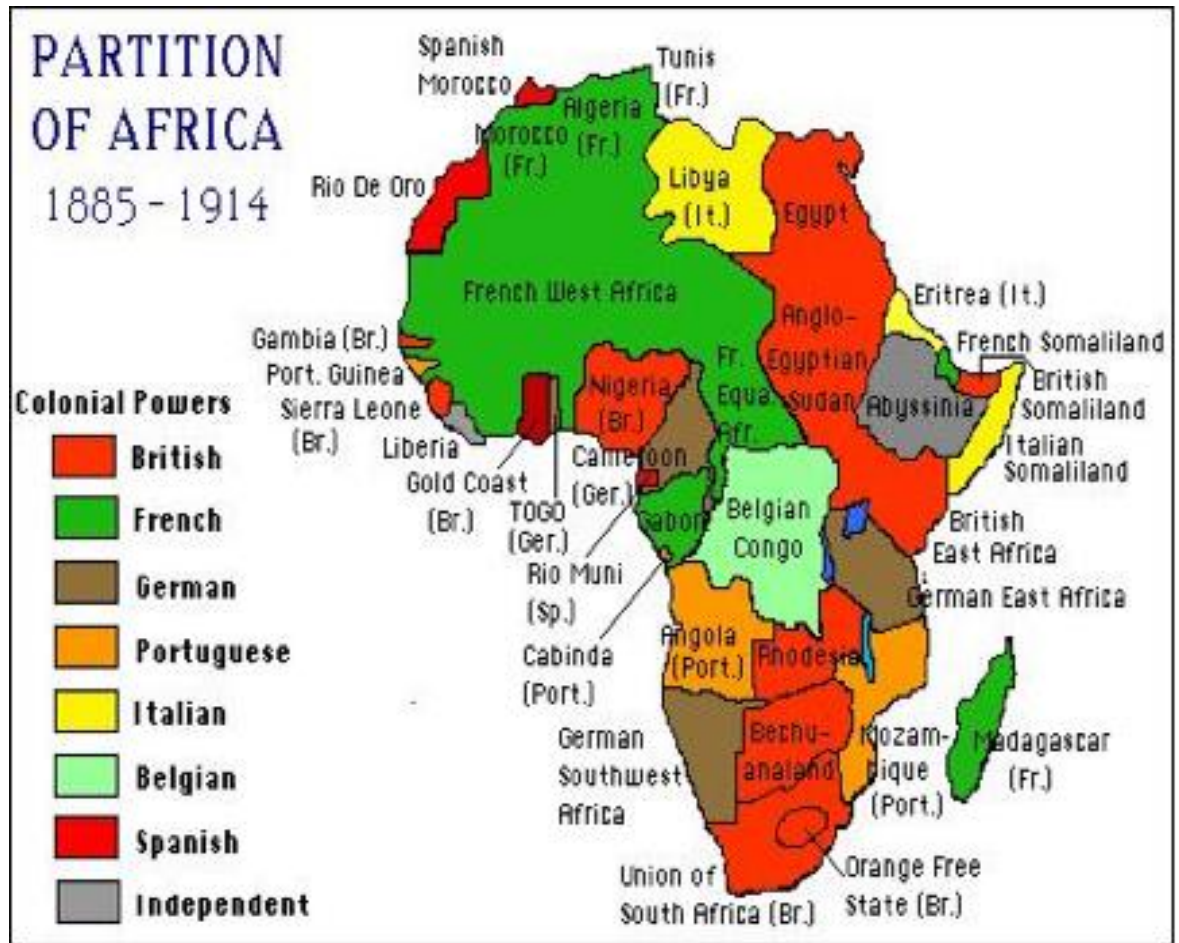 PARTITION
OF AFRICA
1885 - 1914
Spanish
Morocco
Tunis
(Fr.)
Algeria
(Fr.)
Morocco
(Fr.)
Rio De Oro
Libya
(It.)
Egypt
French West Africa
Eritrea (It.)
Anglo-
Egyptian
Sudan
French Somaliland
British
Somaliland
Italian
Somaliland
Abyssinia
Gambia (Br.)
Port. Guinea
Sierra Leone
(Br.)
Liberia
Gold Coast
(Br.)
TOGO
(Ger.)
Nigeria
(Br.)
Fr.
Equa.
Afr.
Cameroon
(Ger.)
Gabon
Rio Muni
(Sp.)
Cabinda
(Port.)
Belgian
Congo
British
East Africa
German East Africa
Angola
(Port.)
Rhodesia
German
Southwest
Africa
Bechu-
analand
Mozam-
bique
(Port.)
Madagascar
(Fr.)
Union of
South Africa (Br.)
Orange Free
State (Br.)
Colonial Powers
British
French
German
Portuguese
Italian
Belgian
Spanish
Independent